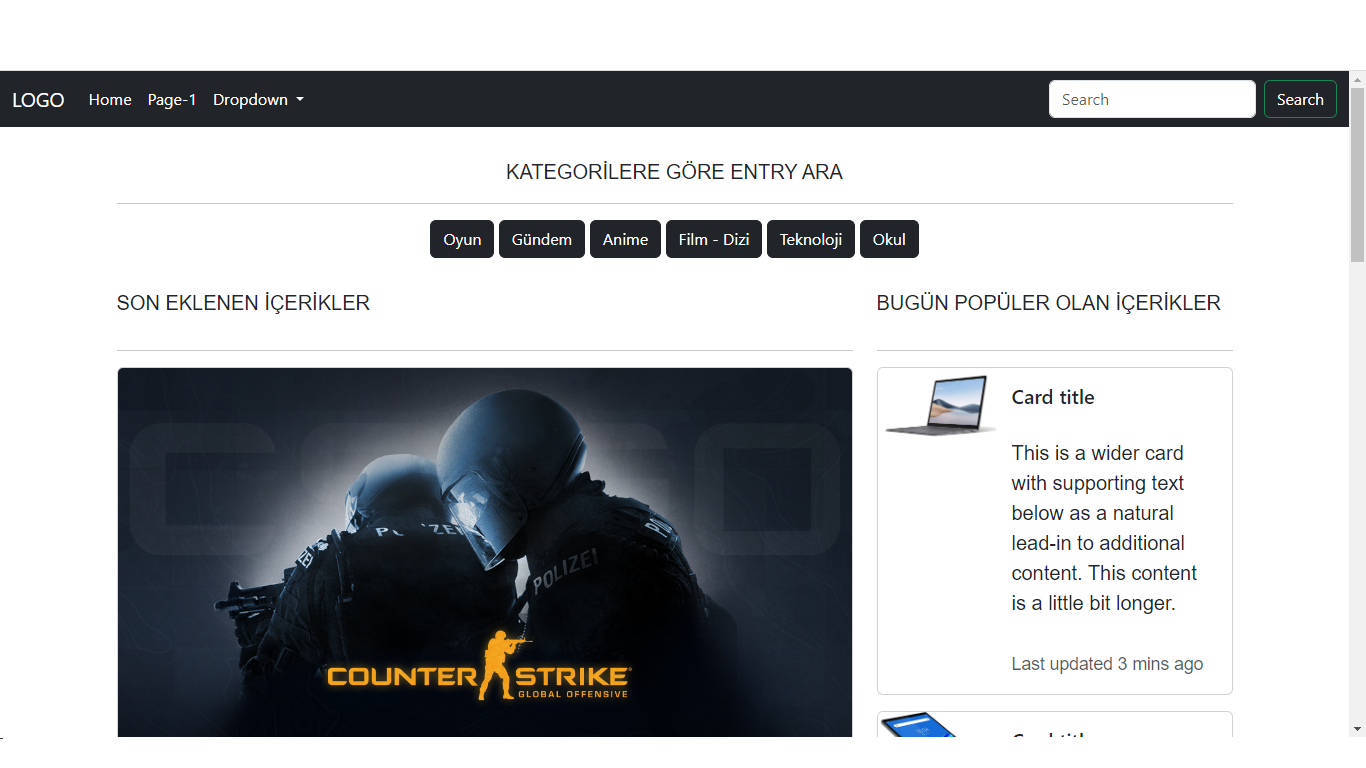 LOGO Home Page-1 Dropdown Search Search
KATEGORİLERE GÖRE ENTRY ARA
Oyun Gündem Anime Film - Dizi Teknoloji Okul
SON EKLENEN İÇERİKLER
POLIZEI
COUNTER STRIKE
GLOBAL OFFENSIVE
BUGÜN POPÜLER OLAN İÇERİKLER
Card title
This is a wider card
with supporting text
below as a natural
lead-in to additional
content. This content
is a little bit longer.
Last updated 3 mins ago